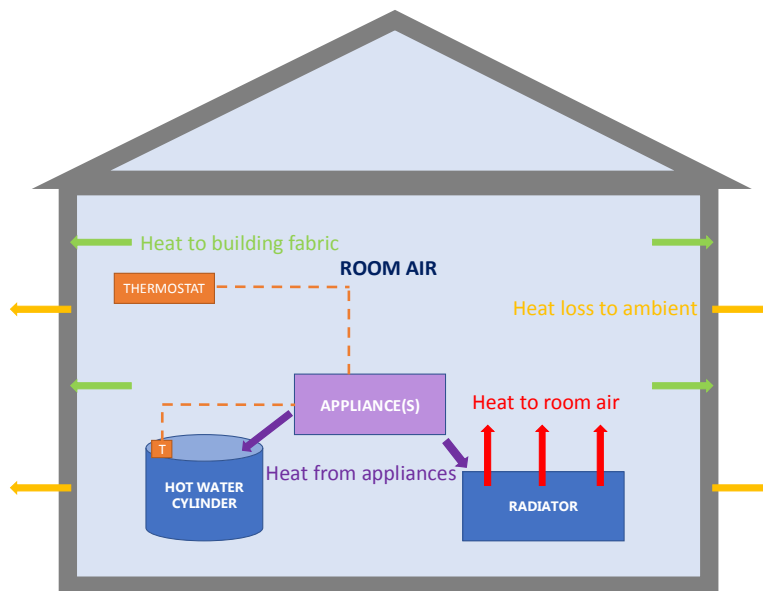 Heat to building fabric
ROOM AIR
THERMOSTAT
Heat loss to ambient
APPLIANCE(S)
Heat to room air
T
Heat from appliances
HOT WATER
CYLINDER
RADIATOR